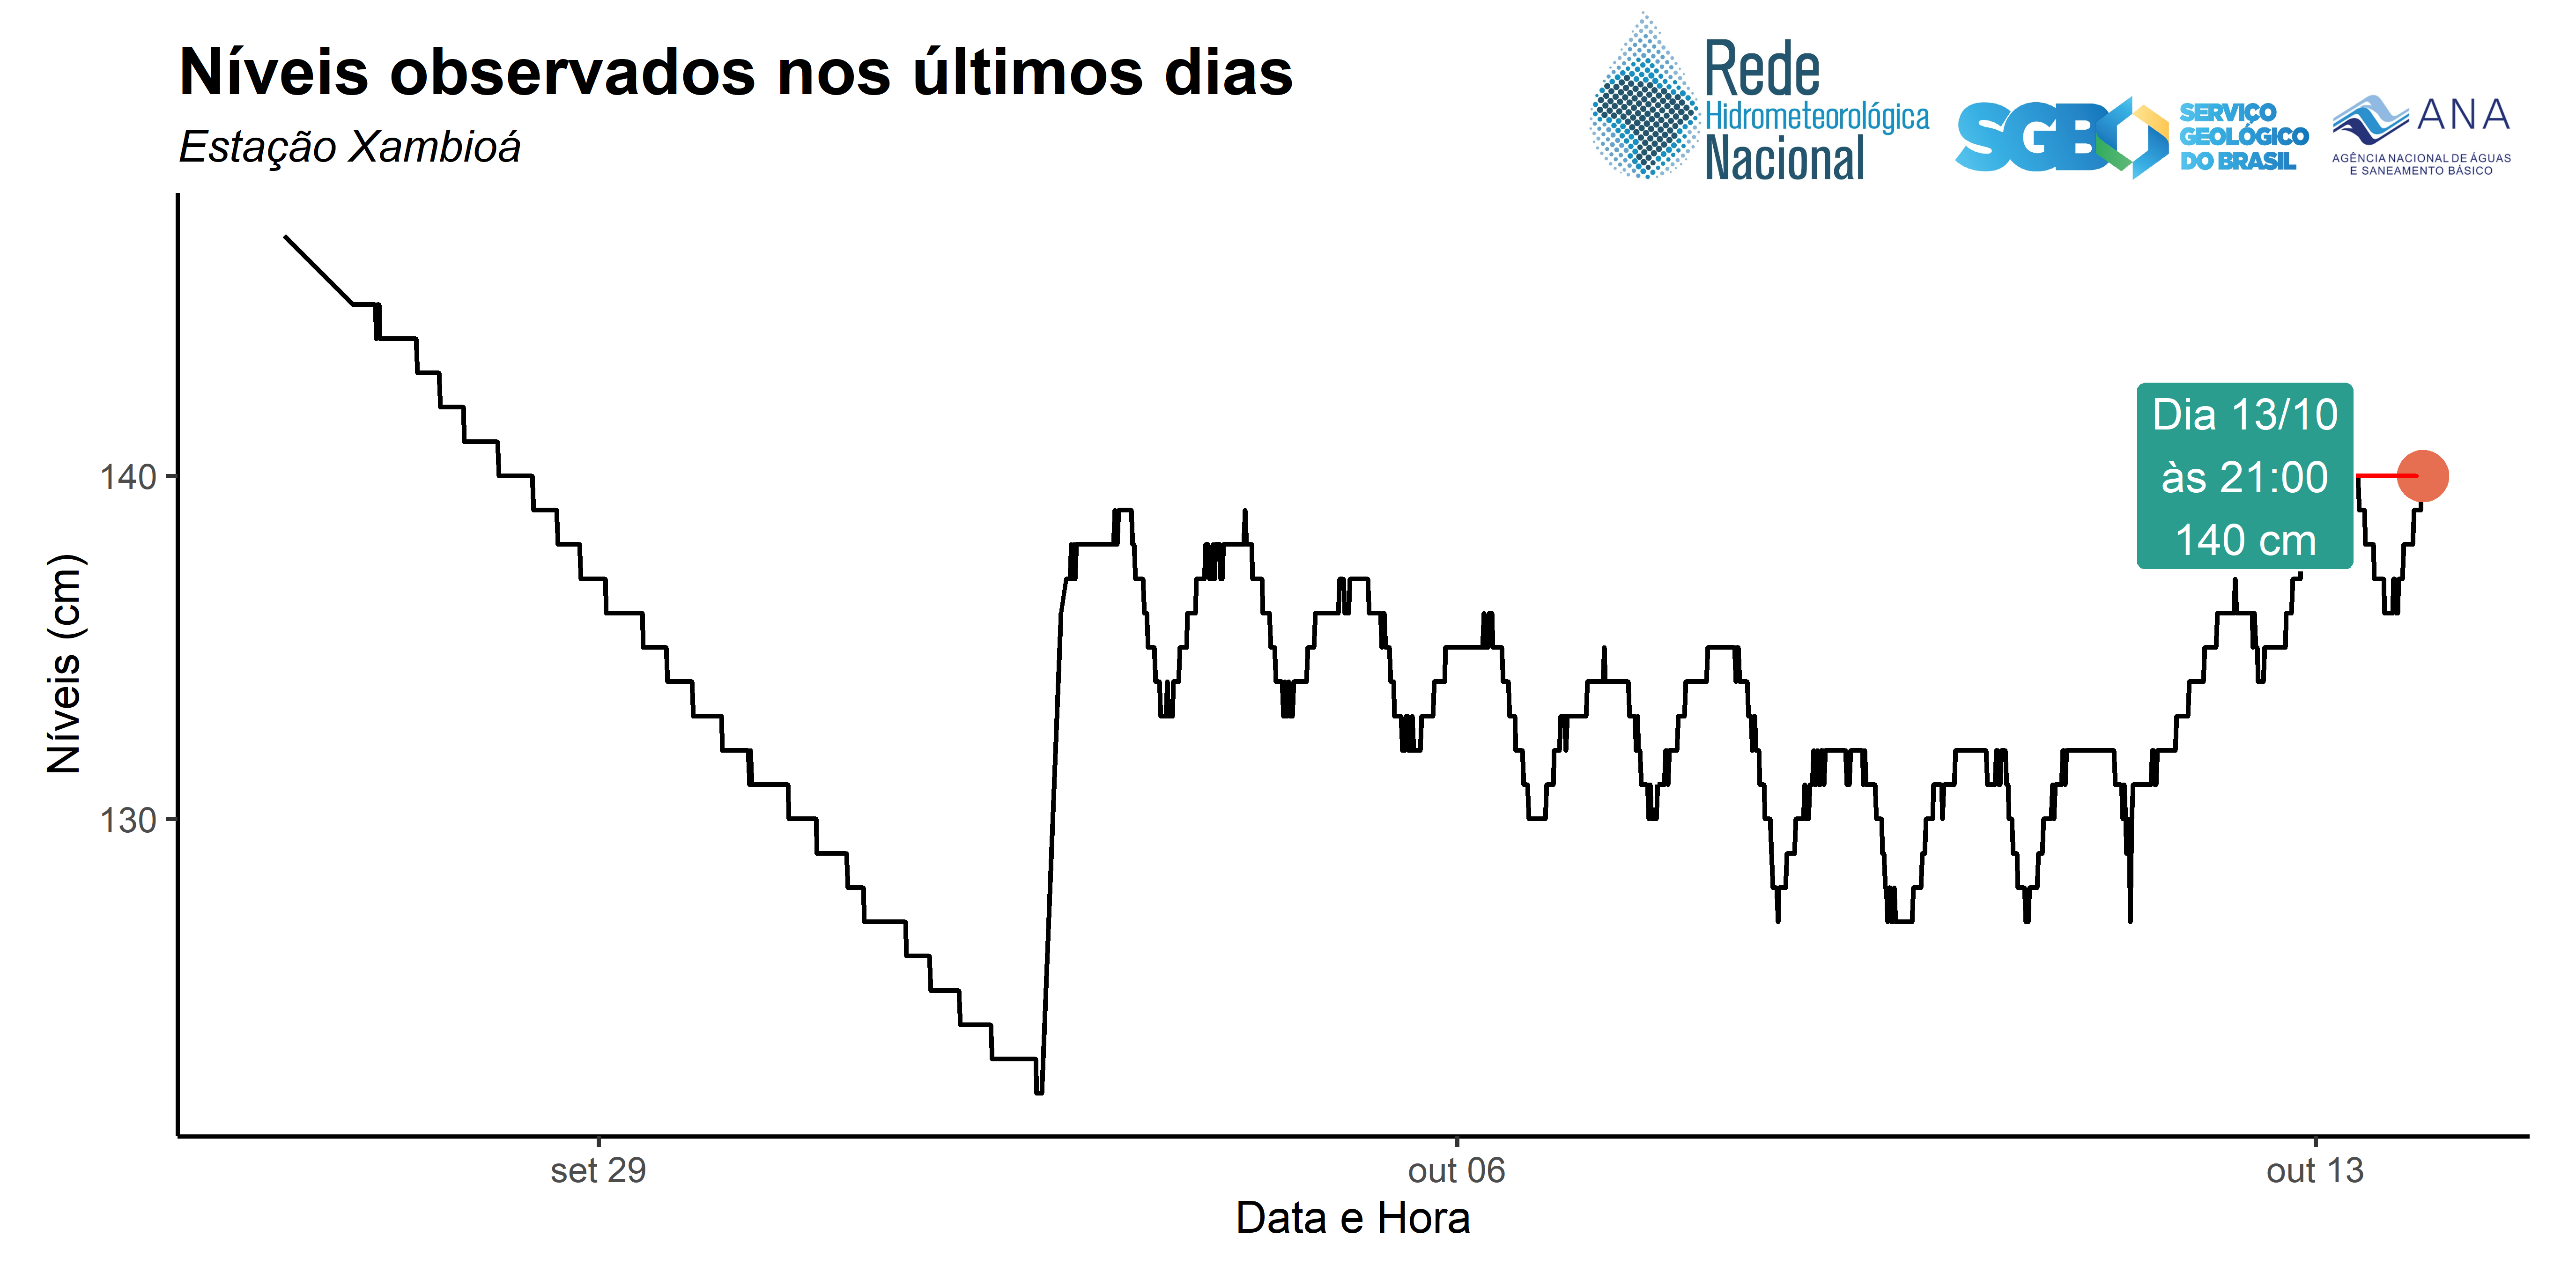 Níveis observados nos últimos dias
Estação Xambioá
Rede
Hidrometeorológica
Nacional
SGB
SERVIÇO
GEOLÓGICO
DO BRASIL
ANA
AGÊNCIA NACIONAL DE ÁGUAS
E SANEAMENTO BÁSICO
Níveis (cm)
140
130
Dia 13/10
às 21:00
140 cm
set 29
out 06
out 13
Data e Hora